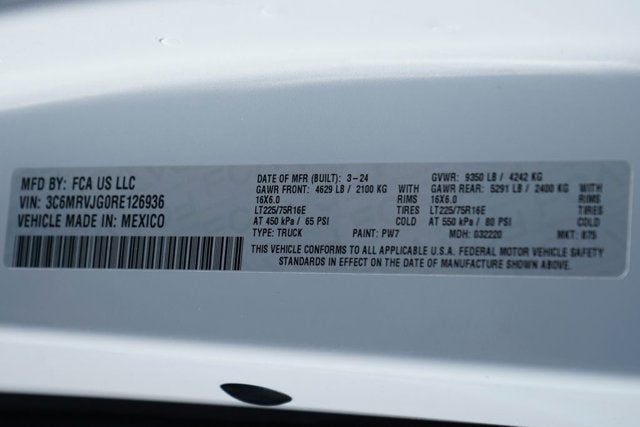 MFD BY: FCA US LLC
VIN: 3C6MRVJG0RE126936
VEHICLE MADE IN: MEXICO
DATE OF MFR (BUILT): 3-24 GVWR: 9350 LB / 4242 KG
GAWR FRONT: 4629 LB / 2100 KG WITH GAWR REAR: 5291 LB / 2400 KG WITH
16X6.0 RIMS 16X6.0 RIMS
LT225/75R16E TIRES LT225/75R16E TIRES
AT 450 kPa / 65 PSI COLD AT 550 kPa / 80 PSI COLD
TYPE: TRUCK PAINT: PW7 MDH: 032220 MKT:
THIS VEHICLE CONFORMS TO ALL APPLICABLE U.S.A. FEDERAL MOTOR VEHICLE SAFETY
STANDARDS IN EFFECT ON THE DATE OF MANUFACTURE SHOWN ABOVE.